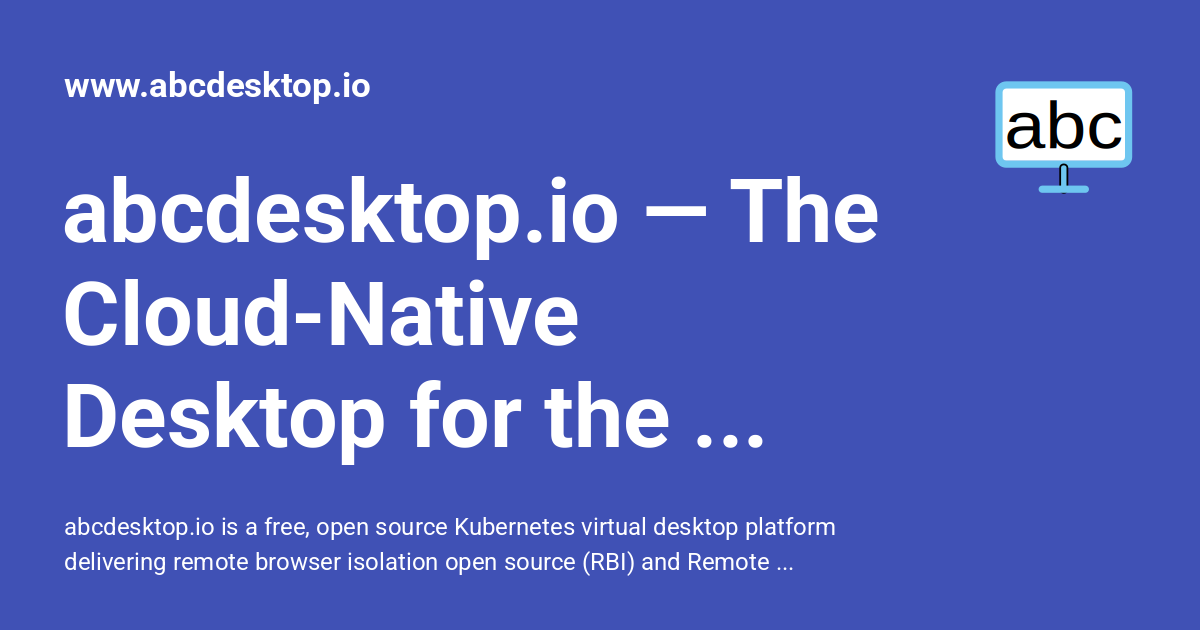 www.abcdesktop.io
abc
abcdesktop.io — The
Cloud-Native
Desktop for the ...
abcdesktop.io is a free, open source Kubernetes virtual desktop platform
delivering remote browser isolation open source (RBI) and Remote ...